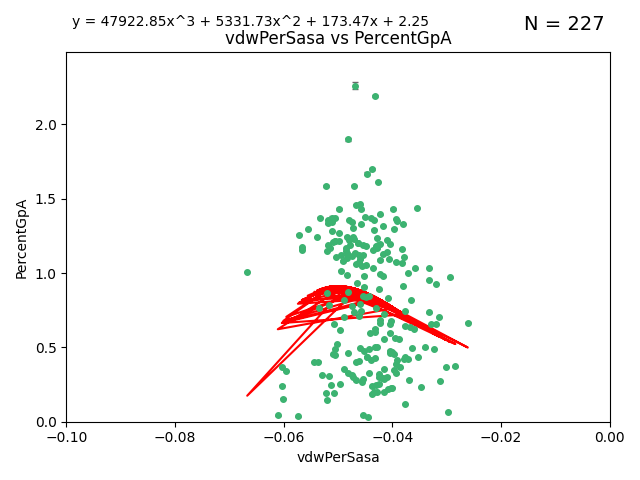 y = 47922.85x^3 + 5331.73x^2 + 173.47x + 2.25
N = 227
vdwPerSasa vs PercentGpA
PercentGpA
2.0
1.5
1.0
0.5
0.0
−0.10 −0.08 −0.06 −0.04 −0.02 0.00
vdwPerSasa